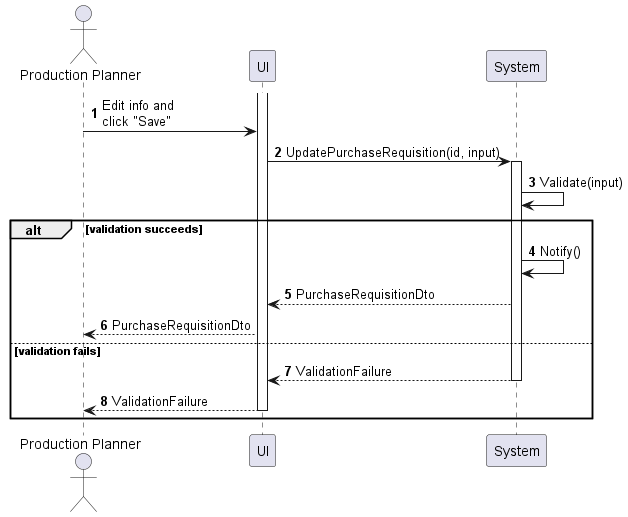 Production Planner
UI
System
1 Edit info and
click "Save"
2 UpdatePurchaseRequisition(id, input)
3 Validate(input)
alt [validation succeeds]
4 Notify()
5 PurchaseRequisitionDto
6 PurchaseRequisitionDto
[validation fails]
7 ValidationFailure
8 ValidationFailure
Production Planner
UI
System